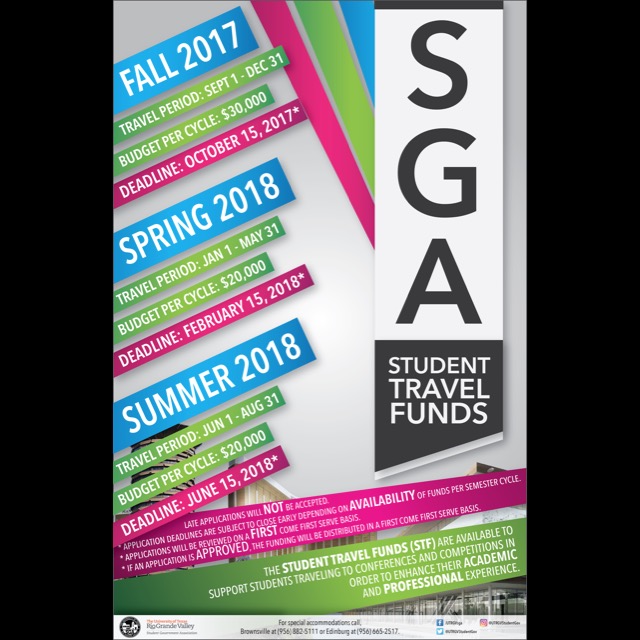 FALL 2017
TRAVEL PERIOD: SEPT 1 - DEC 31
BUDGET PER CYCLE: $30,000
DEADLINE: OCTOBER 15, 2017*
SPRING 2018
TRAVEL PERIOD: JAN 1 - MAY 31
BUDGET PER CYCLE: $20,000
DEADLINE: FEBRUARY 15, 2018*
SUMMER 2018
TRAVEL PERIOD: JUN 1 - AUG 31
BUDGET PER CYCLE: $20,000
DEADLINE: JUNE 15, 2018*
S
G
A
STUDENT
TRAVEL
FUNDS
LATE APPLICATIONS WILL NOT BE ACCEPTED.
* APPLICATION DEADLINES ARE SUBJECT TO CLOSE EARLY DEPENDING ON AVAILABILITY OF FUNDS PER SEMESTER CYCLE.
* APPLICATIONS WILL BE REVIEWED ON A FIRST COME FIRST SERVE BASIS.
* IF AN APPLICATION IS APPROVED, THE FUNDING WILL BE DISTRIBUTED IN A FIRST COME FIRST SERVE BASIS.
THE STUDENT TRAVEL FUNDS (STF) ARE AVAILABLE TO
SUPPORT STUDENTS TRAVELING TO CONFERENCES AND COMPETITIONS IN
ORDER TO ENHANCE THEIR ACADEMIC
AND PROFESSIONAL EXPERIENCE.
The University of Texas
Rio Grande Valley
Student Government Association
For special accommodations call,
Brownsville at (956) 882-5111 or Edinburg at (956) 665-2517.